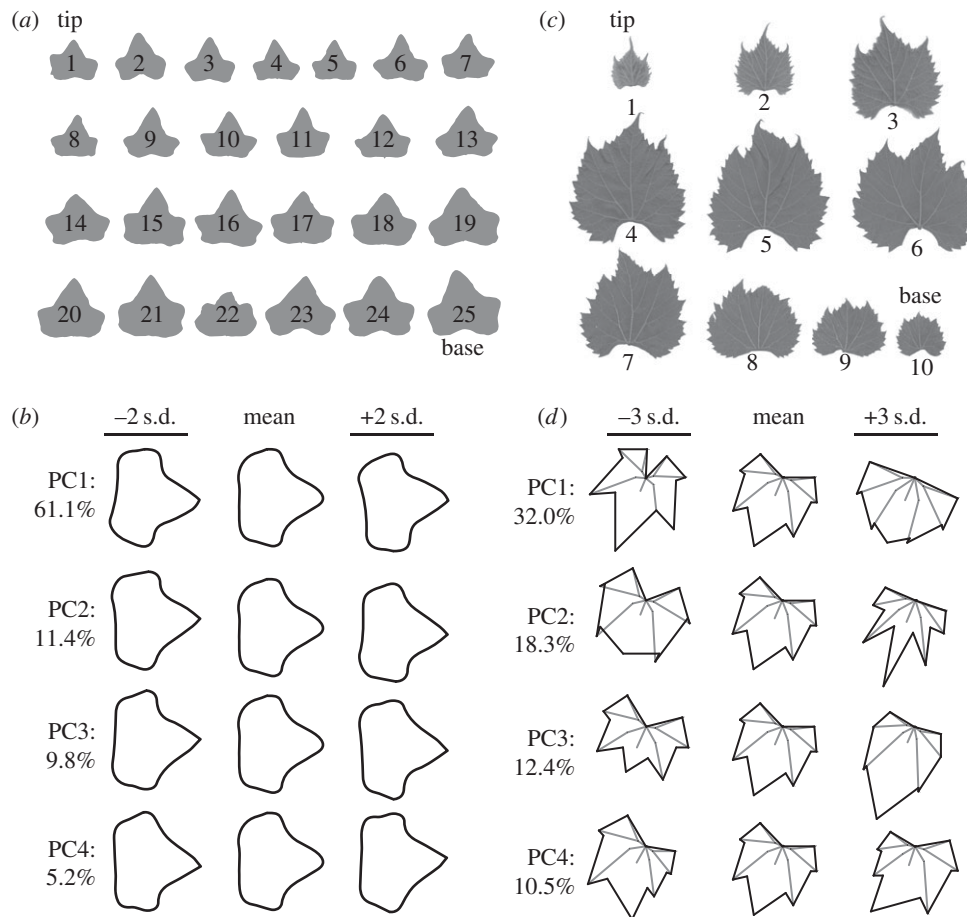 (a) tip
1 2 3 4 5 6 7
8 9 10 11 12 13
14 15 16 17 18 19
20 21 22 23 24 25
base
(b) –2 s.d. mean +2 s.d.
PC1:
61.1%
PC2:
11.4%
PC3:
9.8%
PC4:
5.2%
(c) tip
1 2 3
4 5 6
base
7 8 9 10
(d) –3 s.d. mean +3 s.d.
PC1:
32.0%
PC2:
18.3%
PC3:
12.4%
PC4:
10.5%